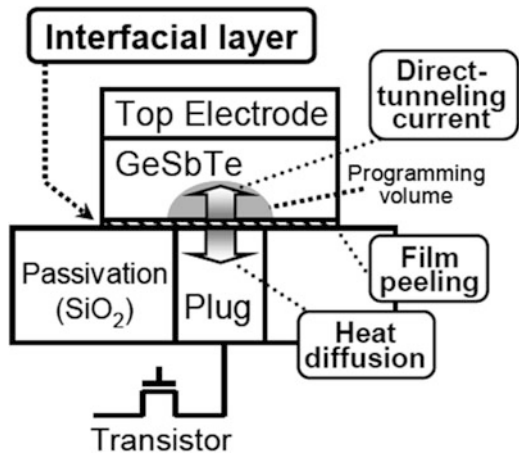 Interfacial layer
Direct-
tunneling
current
Top Electrode
GeSbTe
Programming
volume
Passivation
(SiO₂)
Plug
Film
peeling
Heat
diffusion
Transistor